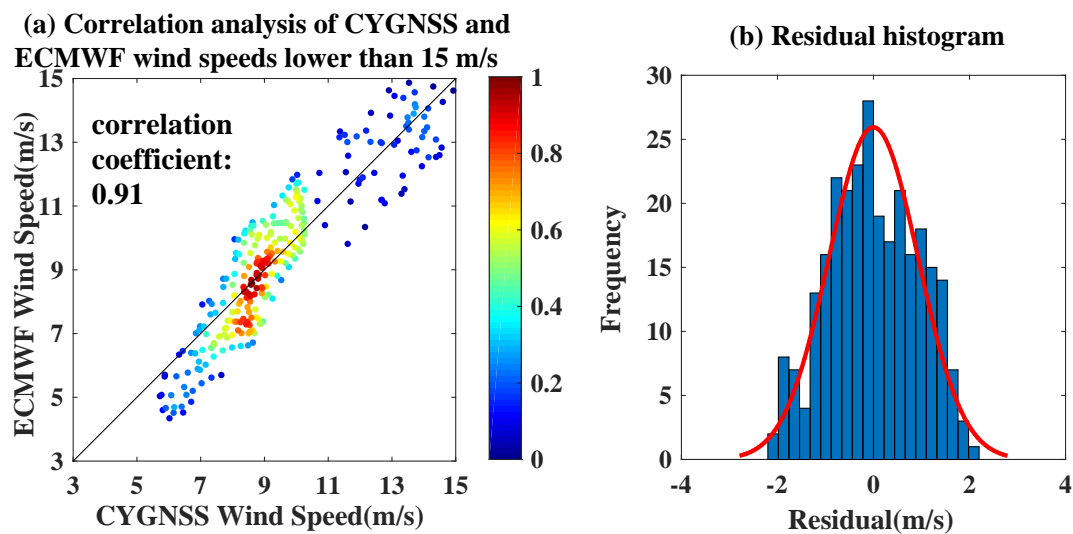 (a) Correlation analysis of CYGNSS and
ECMWF wind speeds lower than 15 m/s
15
13
11
9
7
5
3
ECMWF Wind Speed(m/s)
correlation
coefficient:
0.91
3 5 7 9 11 13 15
CYGNSS Wind Speed(m/s)
1
0.8
0.6
0.4
0.2
0
(b) Residual histogram
30
25
20
15
10
5
0
Frequency
-4 -2 0 2 4
Residual(m/s)